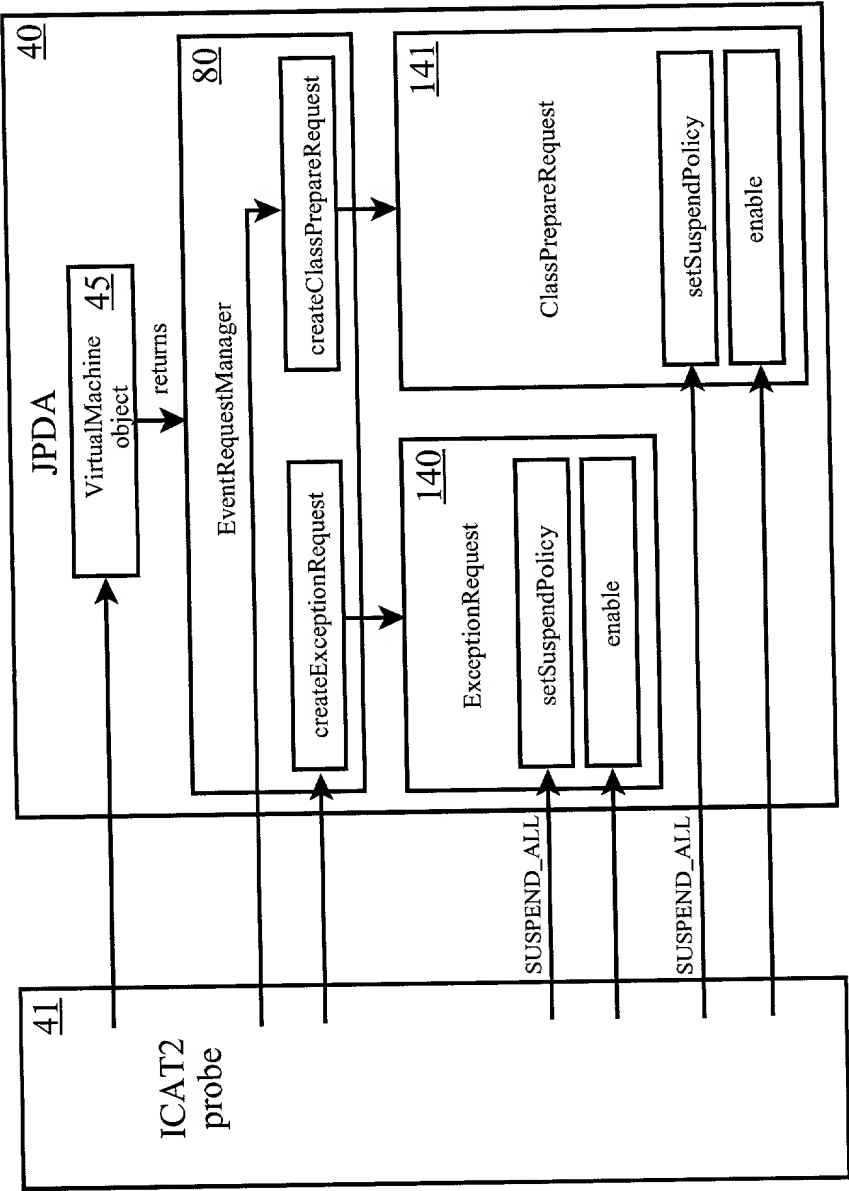 41
ICAT2
probe
40
JPDA
VirtualMachine
object
45
returns
80
EventRequestManager
createExceptionRequest
createClassPrepareRequest
140
ExceptionRequest
setSuspendPolicy
enable
141
ClassPrepareRequest
setSuspendPolicy
enable
SUSPEND_ALL
SUSPEND_ALL